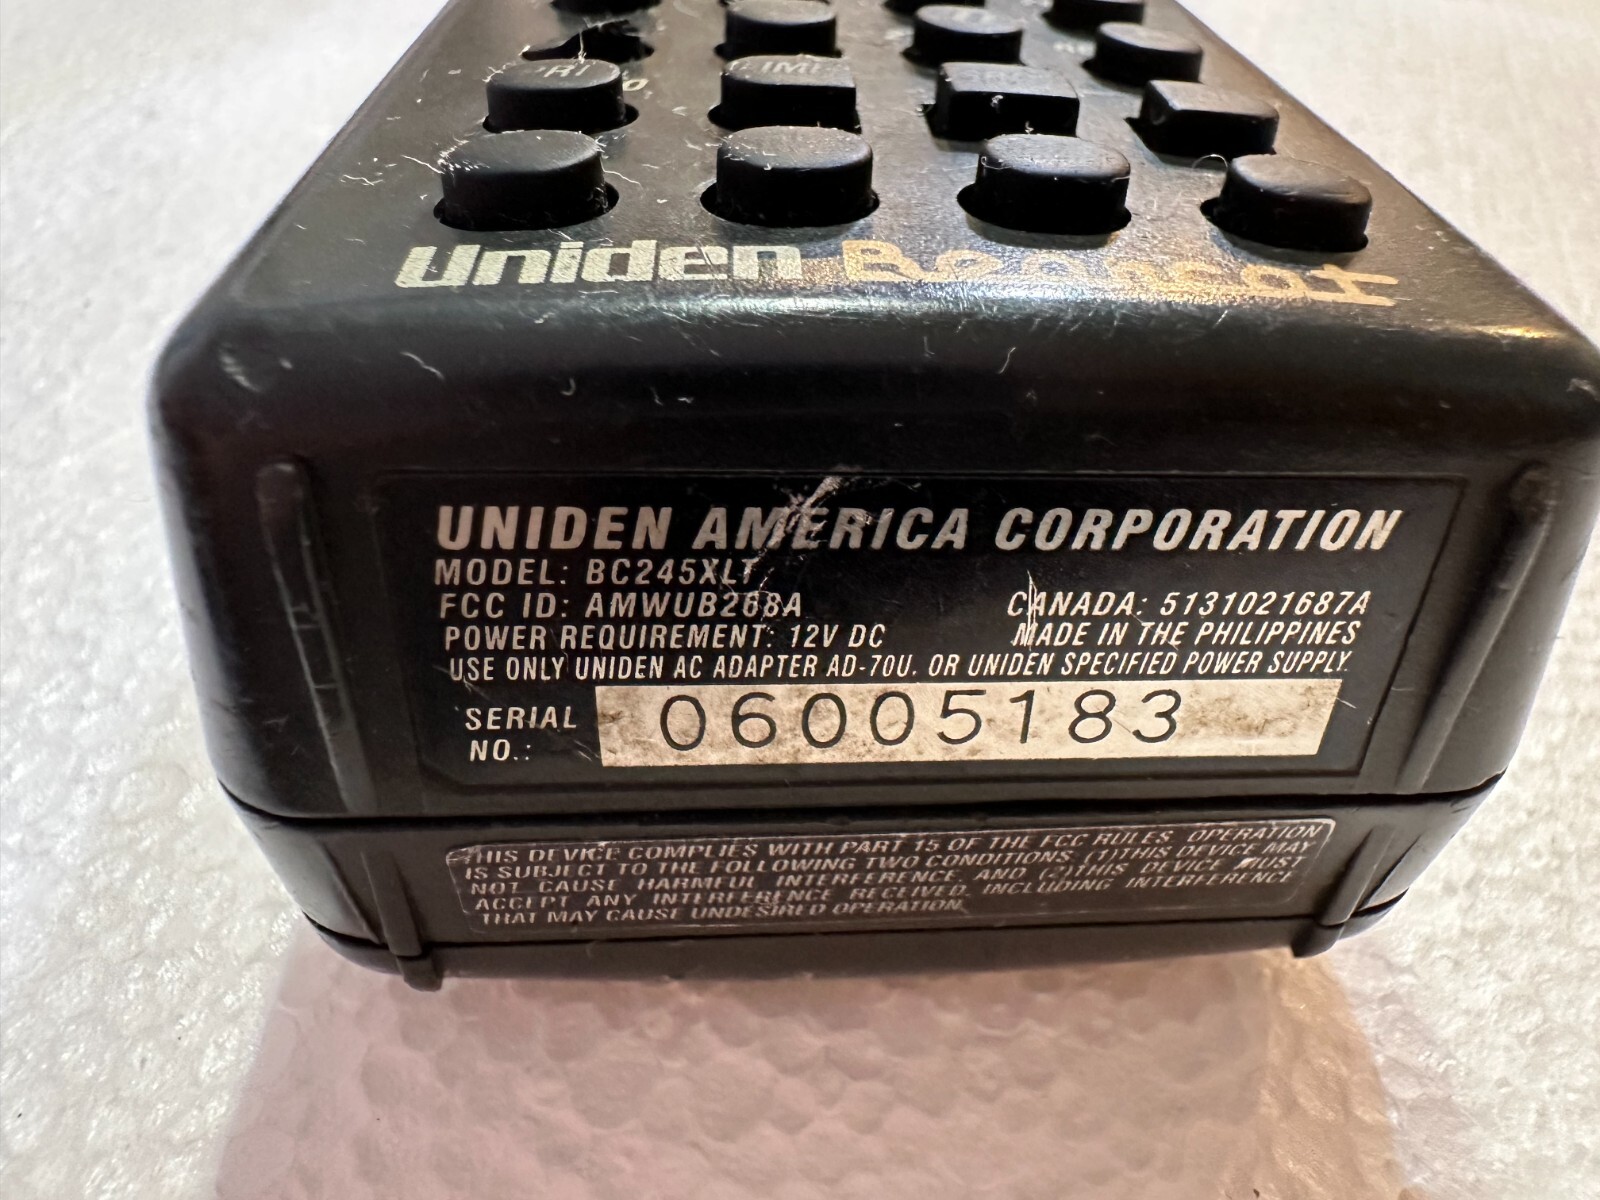 PRI
LIMIT
uniden Bearcat
UNIDEN AMERICA CORPORATION
MODEL: BC245XLT
FCC ID: AMWUB268A CANADA: 5131021687A
POWER REQUIREMENT: 12V DC MADE IN THE PHILIPPINES
USE ONLY UNIDEN AC ADAPTER AD-70U, OR UNIDEN SPECIFIED POWER SUPPLY.
SERIAL
NO.: 06005183
THIS DEVICE COMPLIES WITH PART 15 OF THE FCC RULES. OPERATION
IS SUBJECT TO THE FOLLOWING TWO CONDITIONS. (1)THIS DEVICE MAY
NOT CAUSE HARMFUL INTERFERENCE, AND (2)THIS DEVICE MUST
ACCEPT ANY INTERFERENCE RECEIVED, INCLUDING INTERFERENCE
THAT MAY CAUSE UNDESIRED OPERATION.